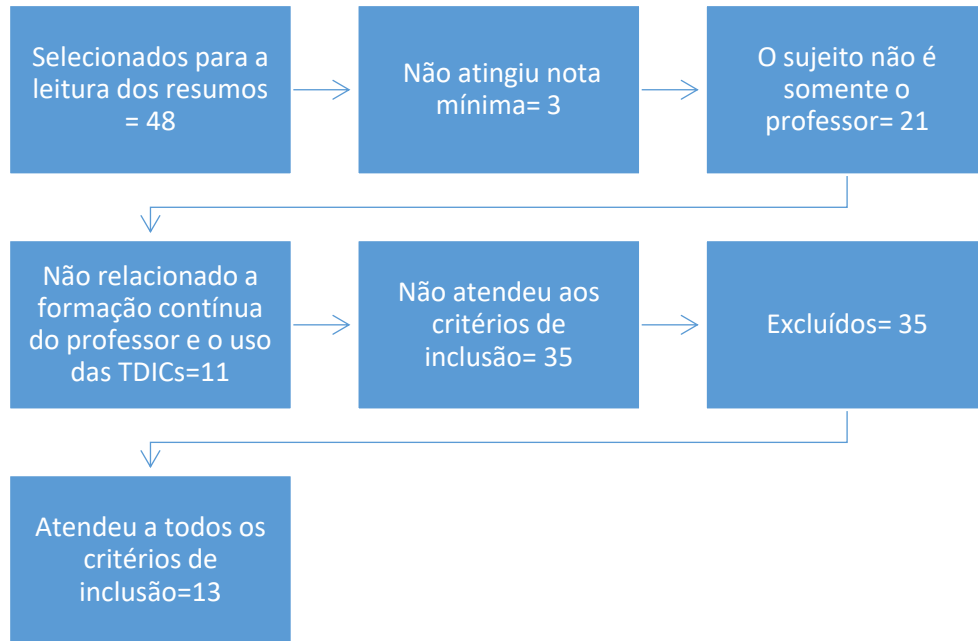 Selecionados para a
leitura dos resumos
= 48
Não atingiu nota
mínima= 3
O sujeito não é
somente o
professor= 21
Não relacionado a
formação contínua
do professor e o uso
das TDICs=11
Não atendeu aos
critérios de
inclusão= 35
Excluídos= 35
Atendeu a todos os
critérios de
inclusão=13